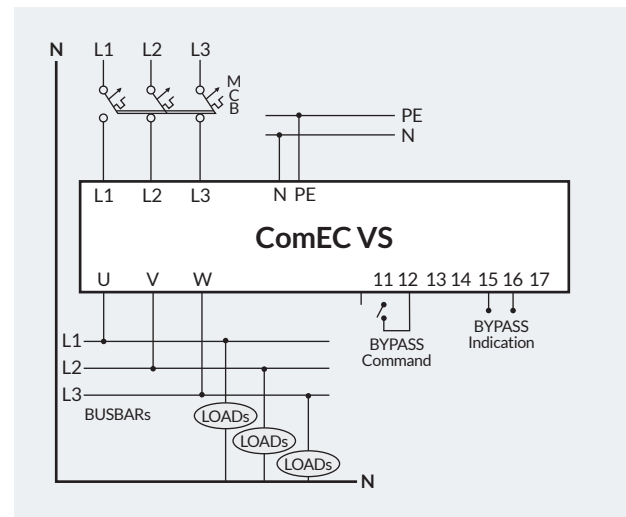 N L1 L2 L3
M
C
B
PE
N
L1 L2 L3 N PE
ComEC VS
U V W 11 12 13 14 15 16 17
BYPASS
Command
BYPASS
Indication
L1
L2
L3
BUSBARs
LOADs
LOADs
LOADs
N